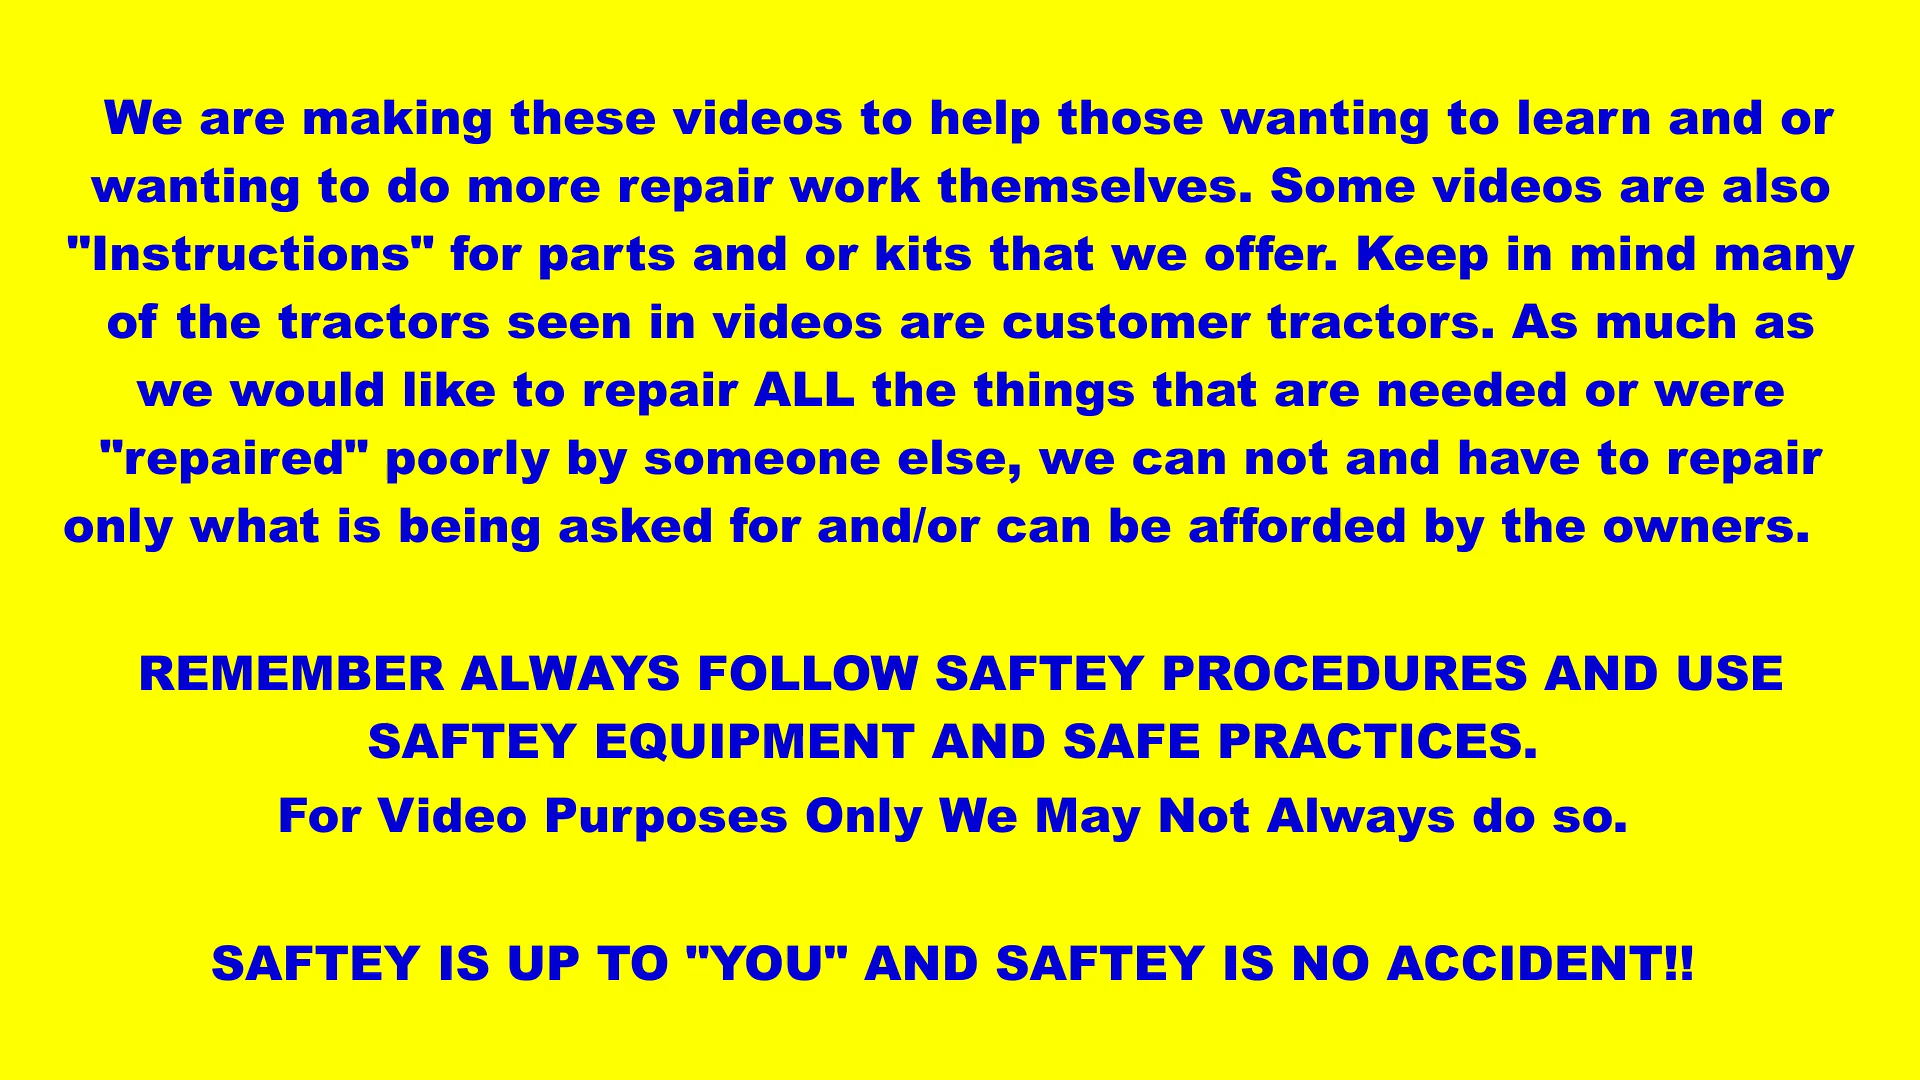 We are making these videos to help those wanting to learn and or
wanting to do more repair work themselves. Some videos are also
"Instructions" for parts and or kits that we offer. Keep in mind many
of the tractors seen in videos are customer tractors. As much as
we would like to repair ALL the things that are needed or were
"repaired" poorly by someone else, we can not and have to repair
only what is being asked for and/or can be afforded by the owners.
REMEMBER ALWAYS FOLLOW SAFTEY PROCEDURES AND USE
SAFTEY EQUIPMENT AND SAFE PRACTICES.
For Video Purposes Only We May Not Always do so.
SAFTEY IS UP TO "YOU" AND SAFTEY IS NO ACCIDENT!!